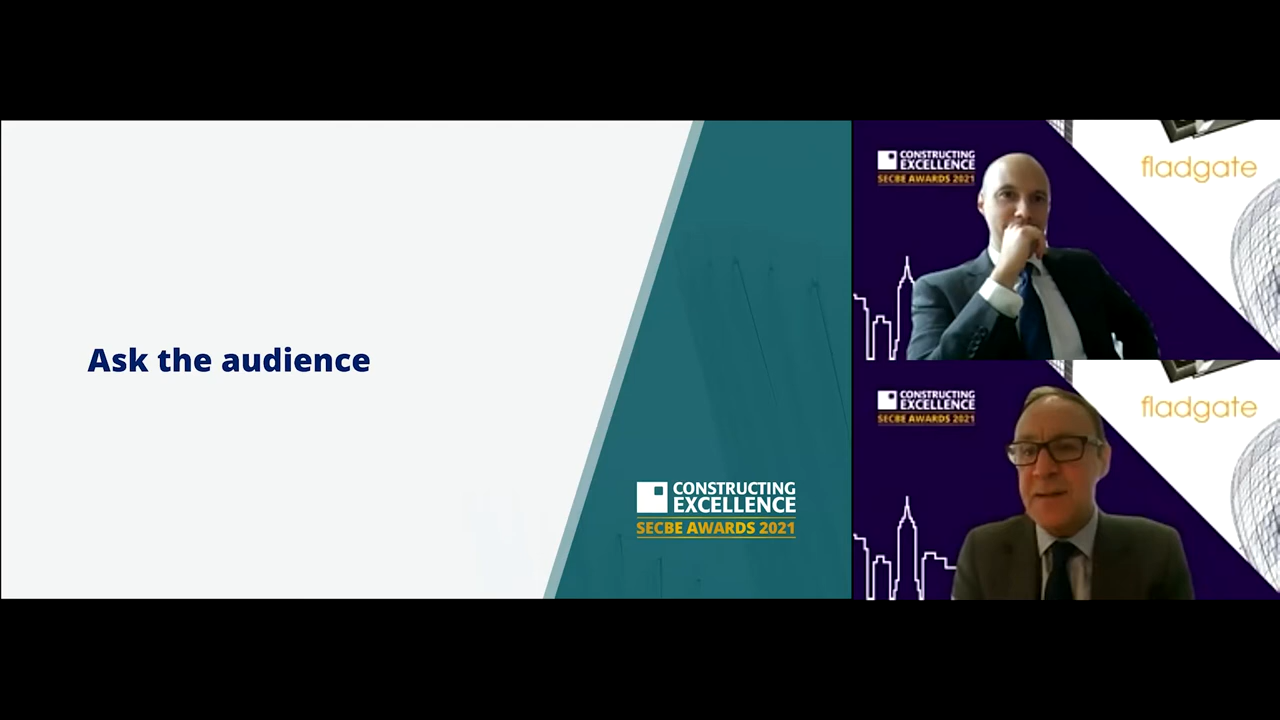 Ask the audience
CONSTRUCTING
EXCELLENCE
SECBE AWARDS 2021
CONSTRUCTING
EXCELLENCE
SECBE AWARDS 2021
fladgate
CONSTRUCTING
EXCELLENCE
SECBE AWARDS 2021
fladgate